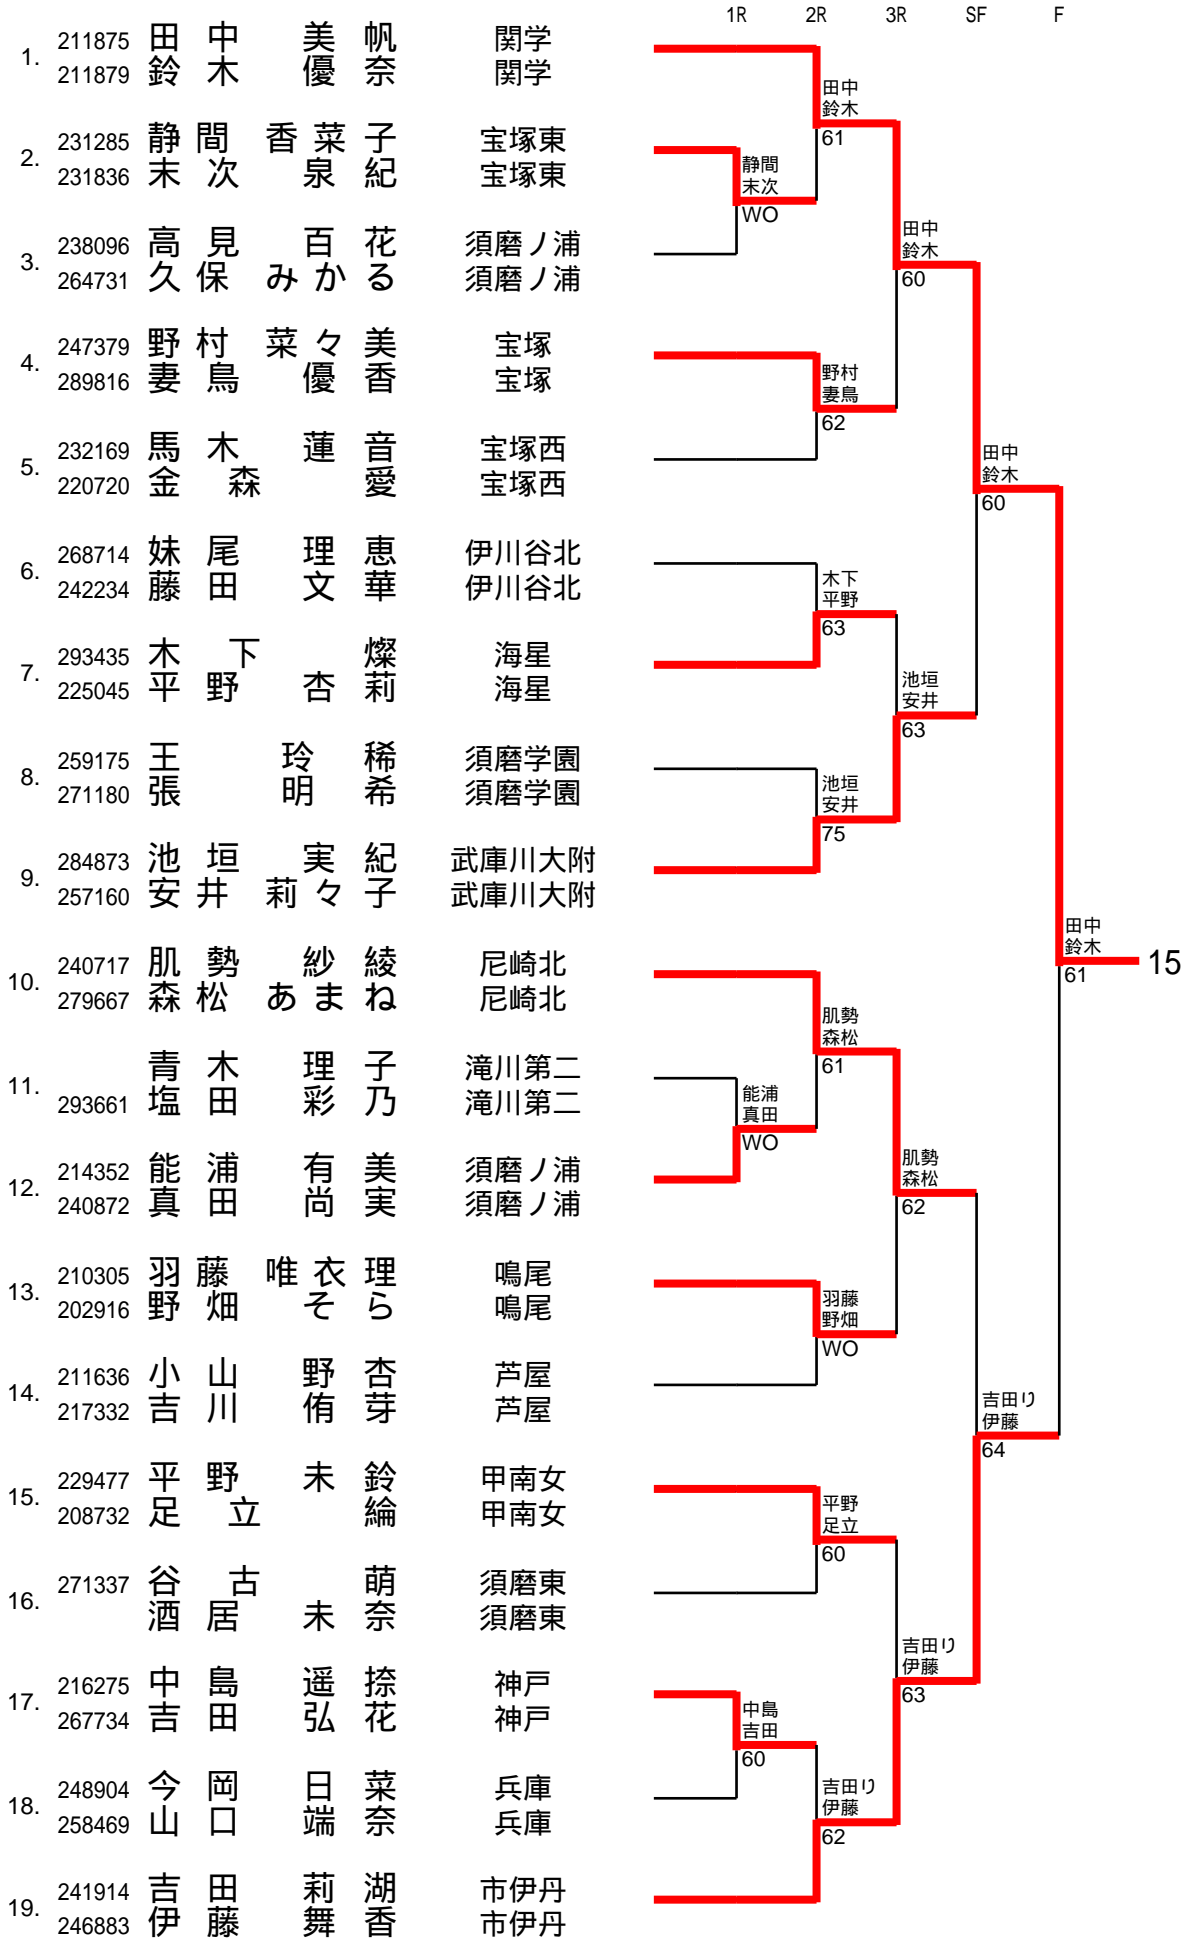 1R 2R 3R SF F
1. 211875 田中 美帆 関学
211879 鈴木 優奈 関学
田中
鈴木
61
2. 231285 静間 香菜子 宝塚東
231836 末次 泉紀 宝塚東
静間
末次
WO
3. 238096 高見 百花 須磨ノ浦
264731 久保 みかる 須磨ノ浦
田中
鈴木
60
4. 247379 野村 菜々美 宝塚
289816 妻鳥 優香 宝塚
野村
妻鳥
62
5. 232169 馬木 蓮音 宝塚西
220720 金森 愛 宝塚西
田中
鈴木
60
6. 268714 妹尾 理恵 伊川谷北
242234 藤田 文華 伊川谷北
木下
平野
63
7. 293435 木下 燦 海星
225045 平野 杏莉 海星
池垣
安井
63
8. 259175 王 玲稀 須磨学園
271180 張 明希 須磨学園
池垣
安井
75
9. 284873 池垣 実紀 武庫川大附
257160 安井 莉々子 武庫川大附
田中
鈴木
61
15
10. 240717 肌勢 紗綾 尼崎北
279667 森松 あまね 尼崎北
肌勢
森松
61
11. 青木 理子 滝川第二
293661 塩田 彩乃 滝川第二
能浦
真田
WO
12. 214352 能浦 有美 須磨ノ浦
240872 真田 尚実 須磨ノ浦
肌勢
森松
62
13. 210305 羽藤 唯衣理 鳴尾
202916 野畑 そら 鳴尾
羽藤
野畑
WO
14. 211636 小山 野杏 芦屋
217332 吉川 侑芽 芦屋
吉田り
伊藤
64
15. 229477 平野 未鈴 甲南女
208732 足立 綸 甲南女
平野
足立
60
16. 271337 谷古 萌 須磨東
酒居 未奈 須磨東
吉田り
伊藤
63
17. 216275 中島 遥捺 神戸
267734 吉田 弘花 神戸
中島
吉田
60
18. 248904 今岡 日菜 兵庫
258469 山口 端奈 兵庫
吉田り
伊藤
62
19. 241914 吉田 莉湖 市伊丹
246883 伊藤 舞香 市伊丹